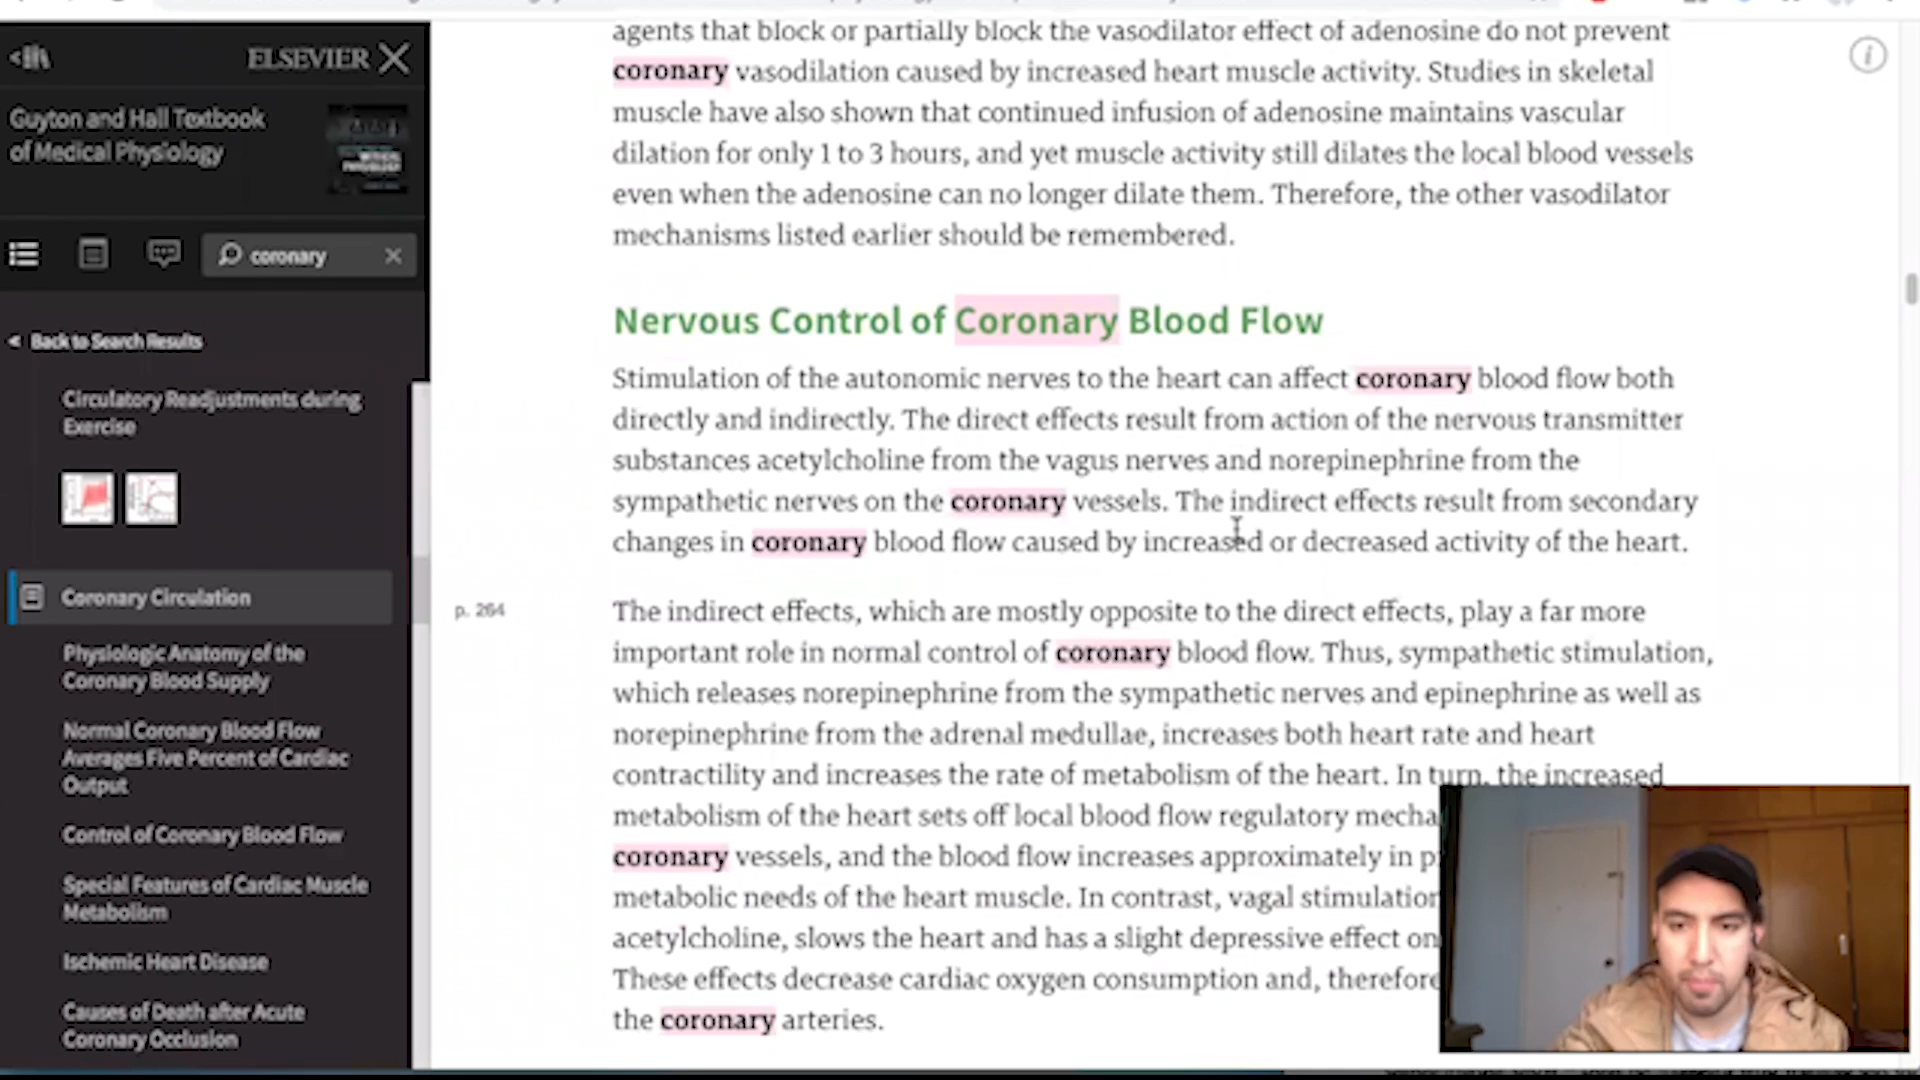 ELSEVIER
Guyton and Hall Textbook
of Medical Physiology
coronary
< Back to Search Results
Circulatory Readjustments during
Exercise
Coronary Circulation
Physiologic Anatomy of the
Coronary Blood Supply
Normal Coronary Blood Flow
Averages Five Percent of Cardiac
Output
Control of Coronary Blood Flow
Special Features of Cardiac Muscle
Metabolism
Ischemic Heart Disease
Causes of Death after Acute
Coronary Occlusion
agents that block or partially block the vasodilator effect of adenosine do not prevent
coronary vasodilation caused by increased heart muscle activity. Studies in skeletal
muscle have also shown that continued infusion of adenosine maintains vascular
dilation for only 1 to 3 hours, and yet muscle activity still dilates the local blood vessels
even when the adenosine can no longer dilate them. Therefore, the other vasodilator
mechanisms listed earlier should be remembered.
Nervous Control of Coronary Blood Flow
Stimulation of the autonomic nerves to the heart can affect coronary blood flow both
directly and indirectly. The direct effects result from action of the nervous transmitter
substances acetylcholine from the vagus nerves and norepinephrine from the
sympathetic nerves on the coronary vessels. The indirect effects result from secondary
changes in coronary blood flow caused by increased or decreased activity of the heart.
p. 264
The indirect effects, which are mostly opposite to the direct effects, play a far more
important role in normal control of coronary blood flow. Thus, sympathetic stimulation,
which releases norepinephrine from the sympathetic nerves and epinephrine as well as
norepinephrine from the adrenal medullae, increases both heart rate and heart
contractility and increases the rate of metabolism of the heart. In turn, the increased
metabolism of the heart sets off local blood flow regulatory mecha
coronary vessels, and the blood flow increases approximately in p
metabolic needs of the heart muscle. In contrast, vagal stimulation
acetylcholine, slows the heart and has a slight depressive effect on
These effects decrease cardiac oxygen consumption and, therefore
the coronary arteries.